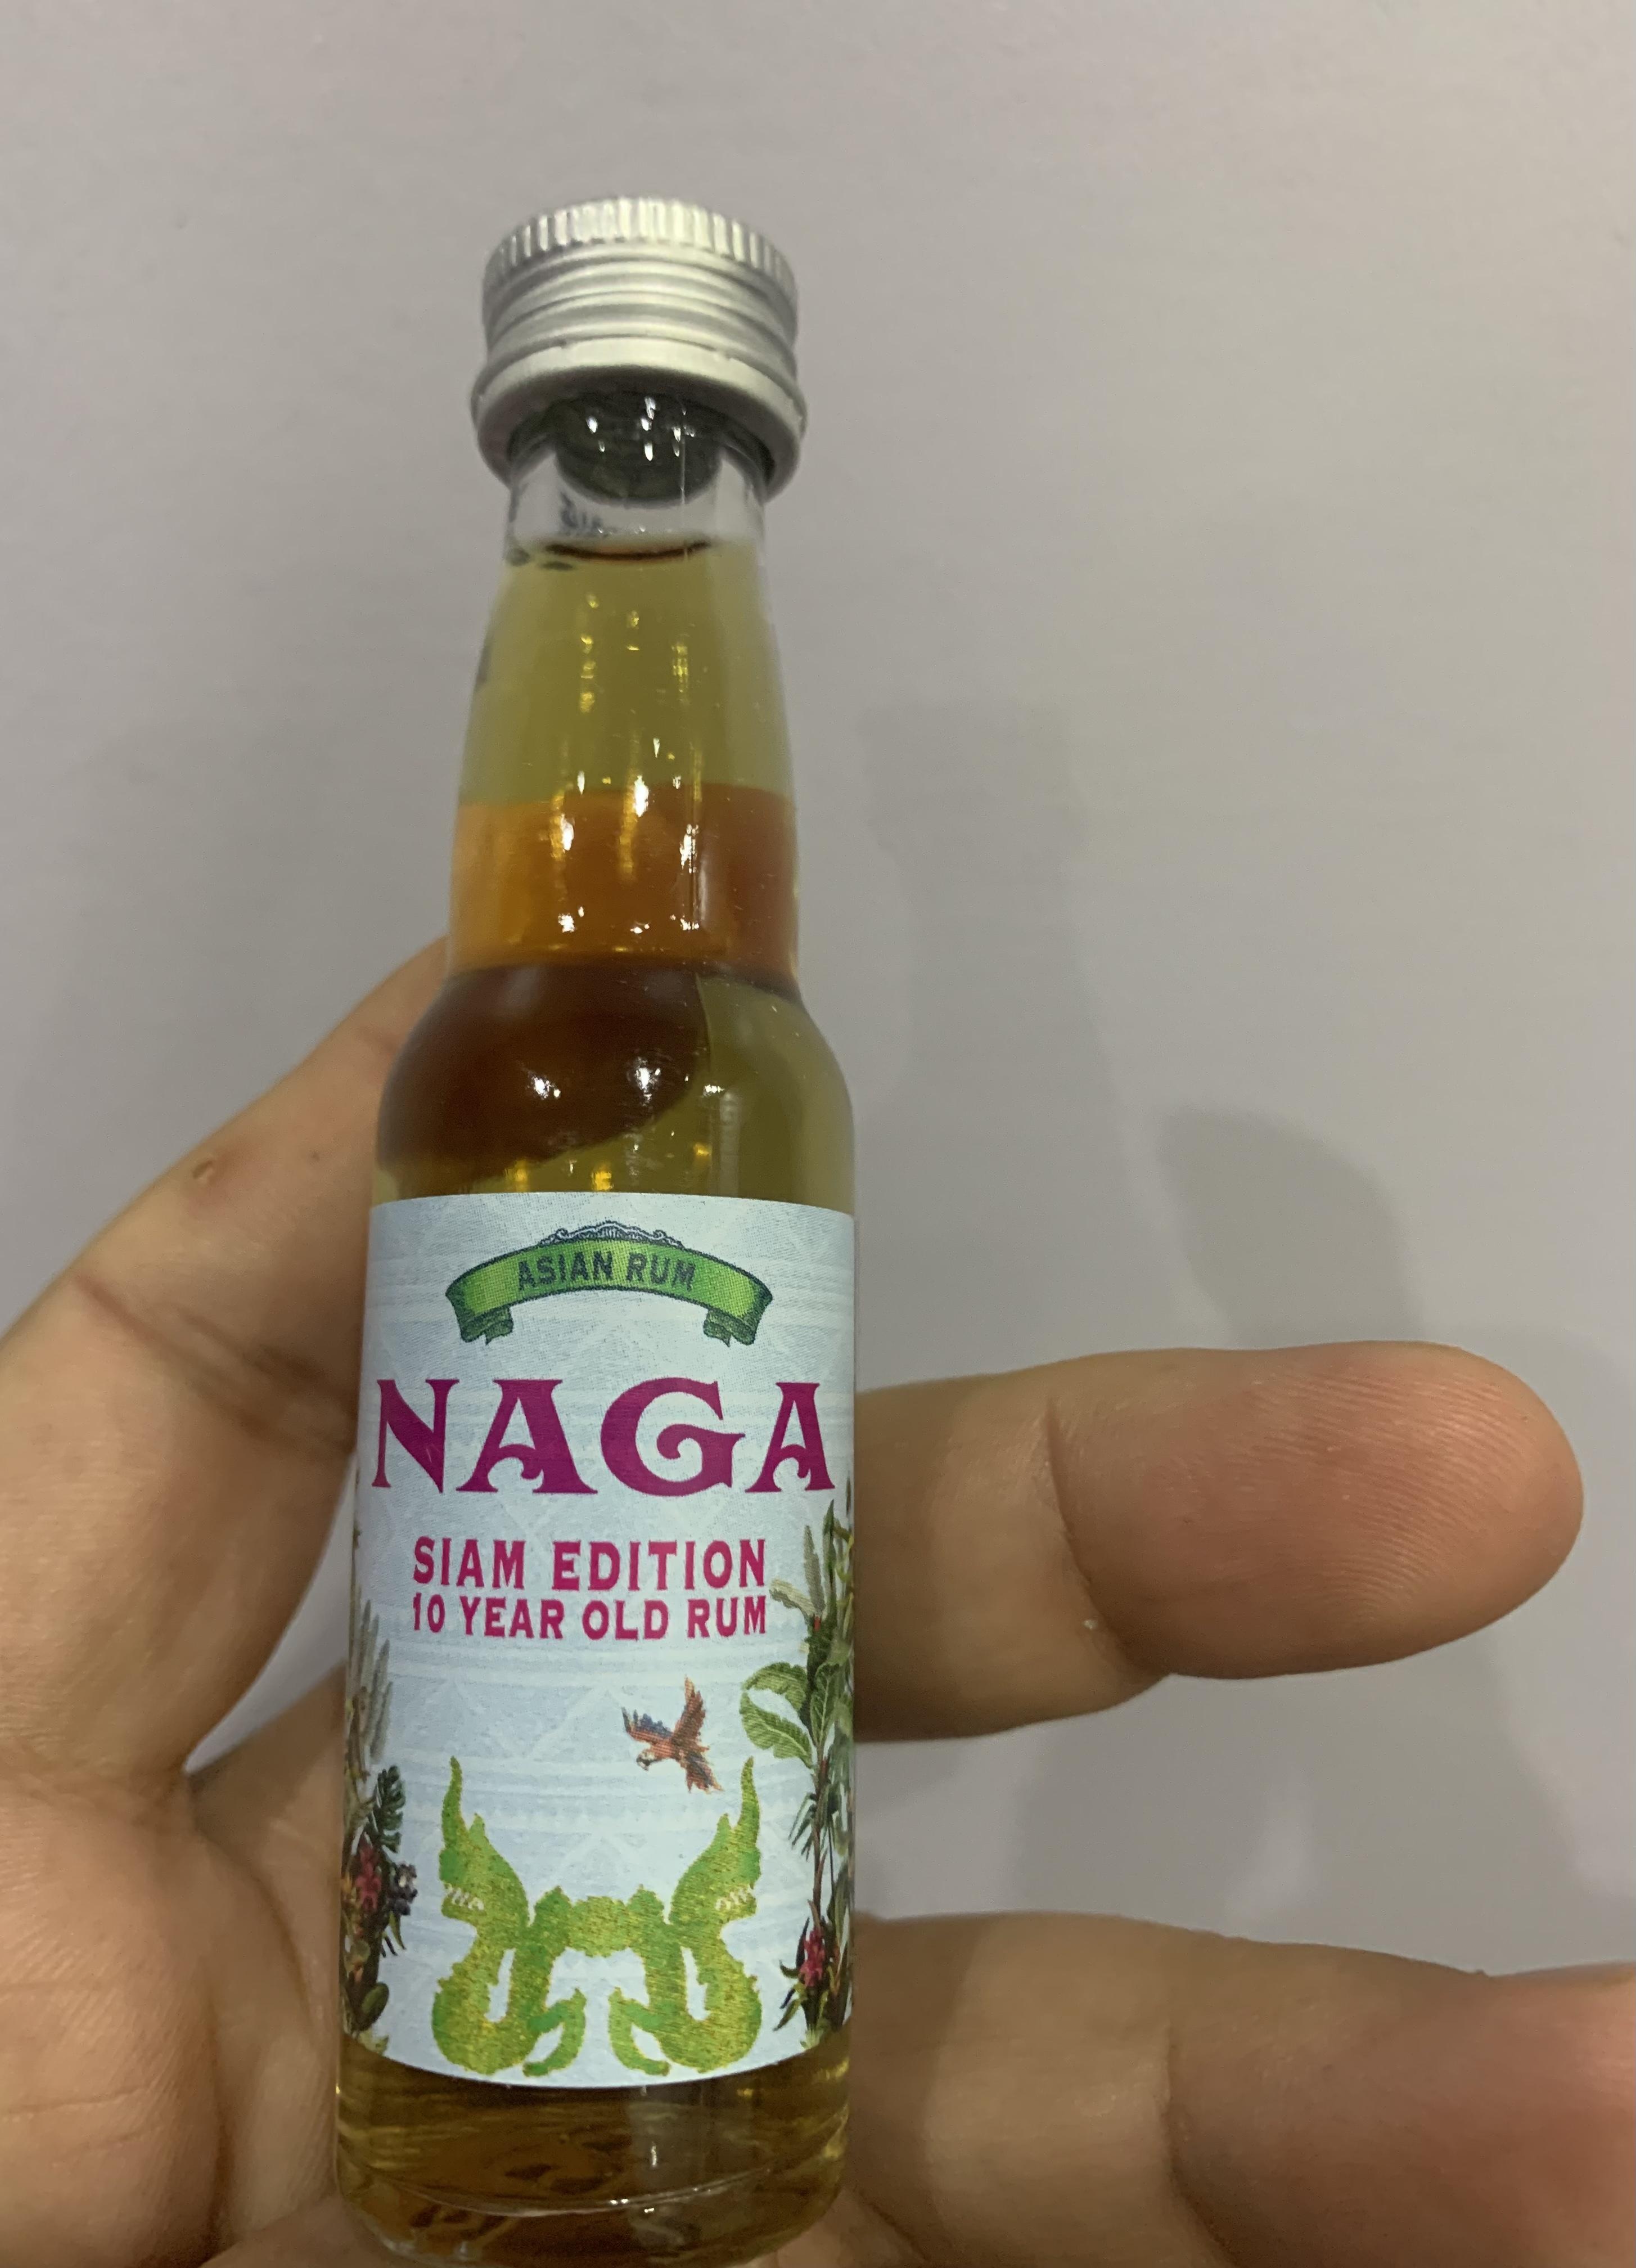 ASIAN RUM
NAGA
SIAM EDITION
10 YEAR OLD RUM